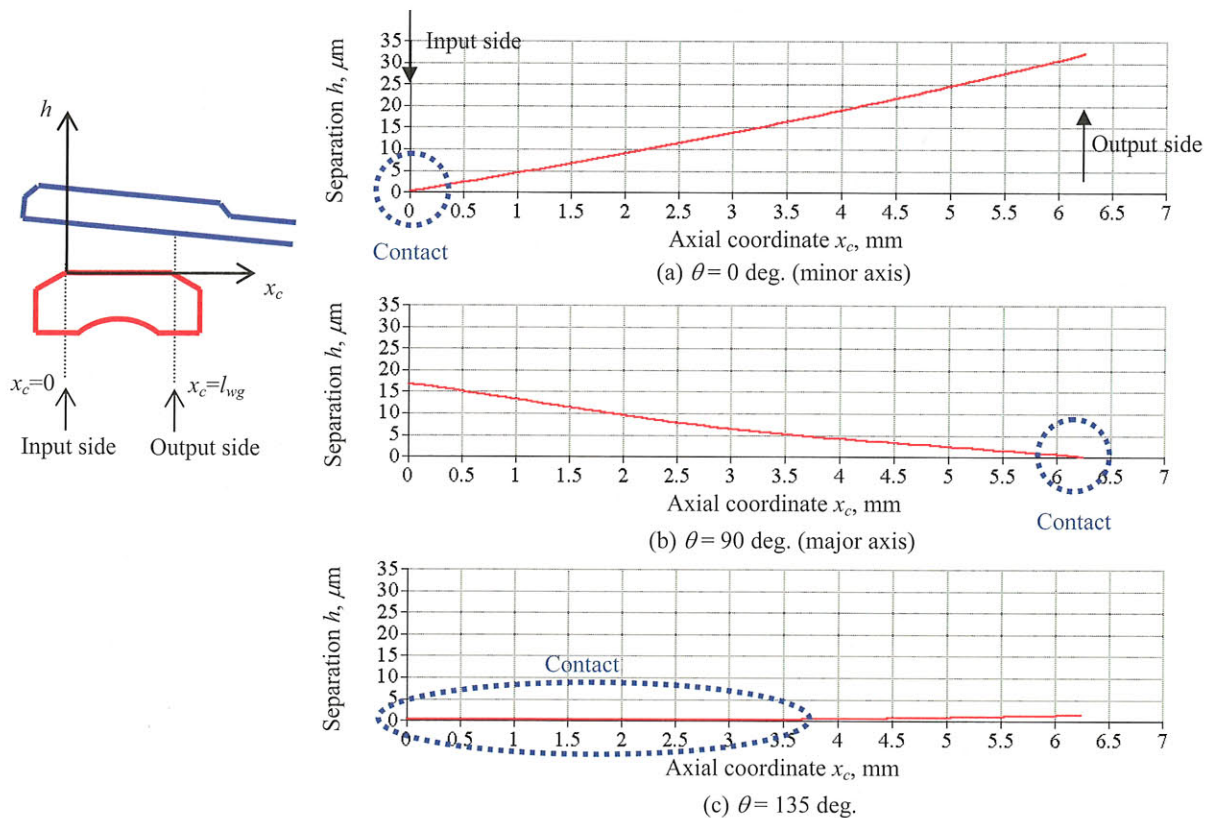 h
x_c
x_c=0
x_c=l_wg
Input side
Output side
Separation h, μm
35
30
25
20
15
10
5
0
Input side
Output side
0 0.5 1 1.5 2 2.5 3 3.5 4 4.5 5 5.5 6 6.5 7
Contact
Axial coordinate x_c, mm
(a) θ = 0 deg. (minor axis)
Separation h, μm
35
30
25
20
15
10
5
0
0 0.5 1 1.5 2 2.5 3 3.5 4 4.5 5 5.5 6 6.5 7
Axial coordinate x_c, mm
Contact
(b) θ = 90 deg. (major axis)
Separation h, μm
35
30
25
20
15
10
5
0
Contact
0 0.5 1 1.5 2 2.5 3 3.5 4 4.5 5 5.5 6 6.5 7
Axial coordinate x_c, mm
(c) θ = 135 deg.